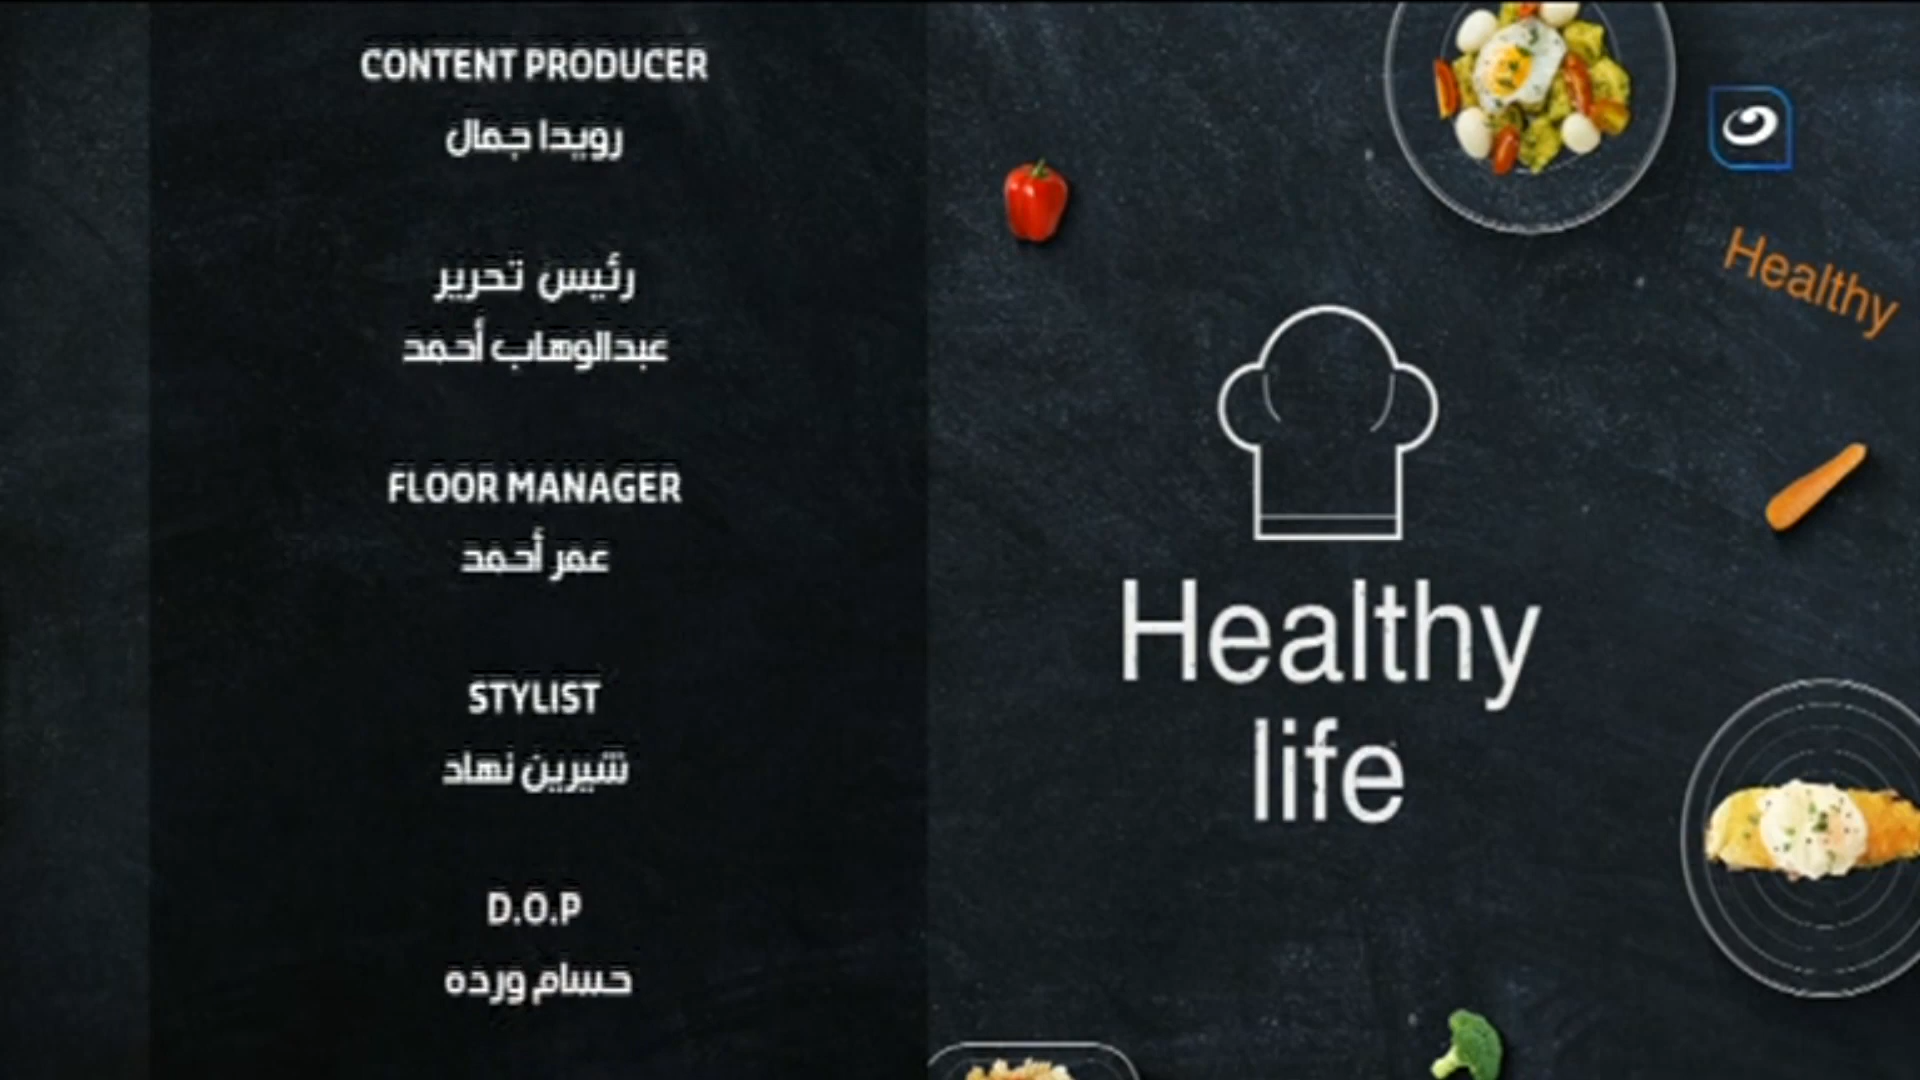 CONTENT PRODUCER
رويدا جمال
رئيس تحرير
عبدالوهاب أحمد
FLOOR MANAGER
عمر أحمد
STYLIST
شيرين نهاد
D.O.P
حسام ورده
Healthy
Healthy
life